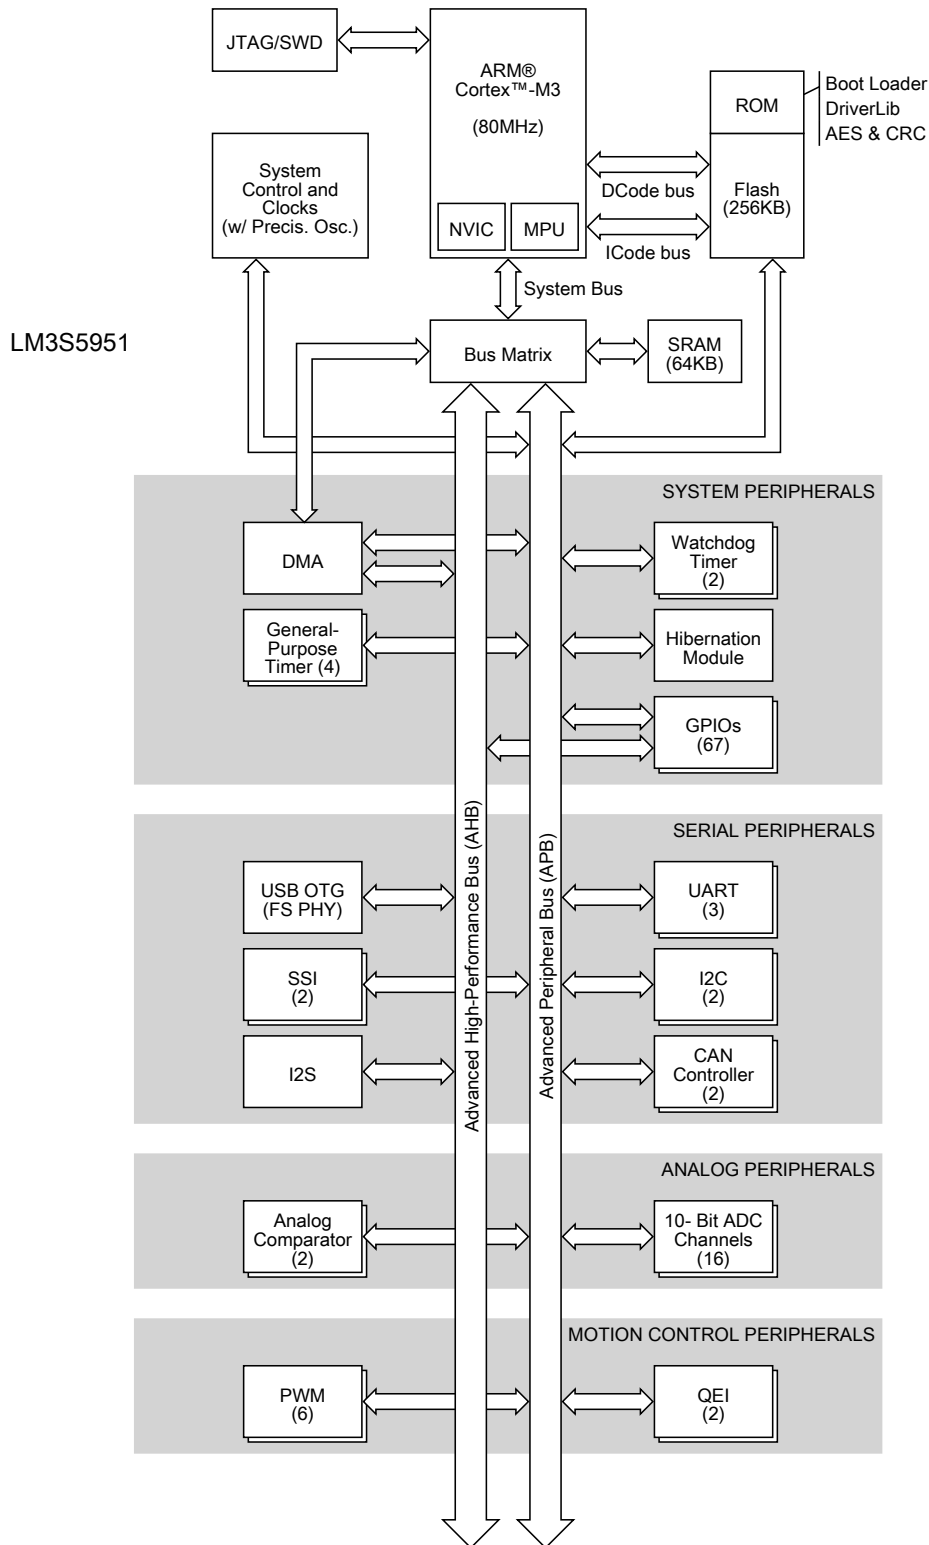 JTAG/SWD
ARM®
Cortex™-M3
(80MHz)
NVIC
MPU
ROM
Boot Loader
DriverLib
AES & CRC
System
Control and
Clocks
(w/ Precis. Osc.)
DCode bus
Flash
(256KB)
ICode bus
System Bus
LM3S5951
Bus Matrix
SRAM
(64KB)
SYSTEM PERIPHERALS
DMA
Watchdog
Timer
(2)
General-
Purpose
Timer (4)
Hibernation
Module
GPIOs
(67)
Advanced High-Performance Bus (AHB)
Advanced Peripheral Bus (APB)
SERIAL PERIPHERALS
USB OTG
(FS PHY)
UART
(3)
SSI
(2)
I2C
(2)
I2S
CAN
Controller
(2)
ANALOG PERIPHERALS
Analog
Comparator
(2)
10- Bit ADC
Channels
(16)
MOTION CONTROL PERIPHERALS
PWM
(6)
QEI
(2)